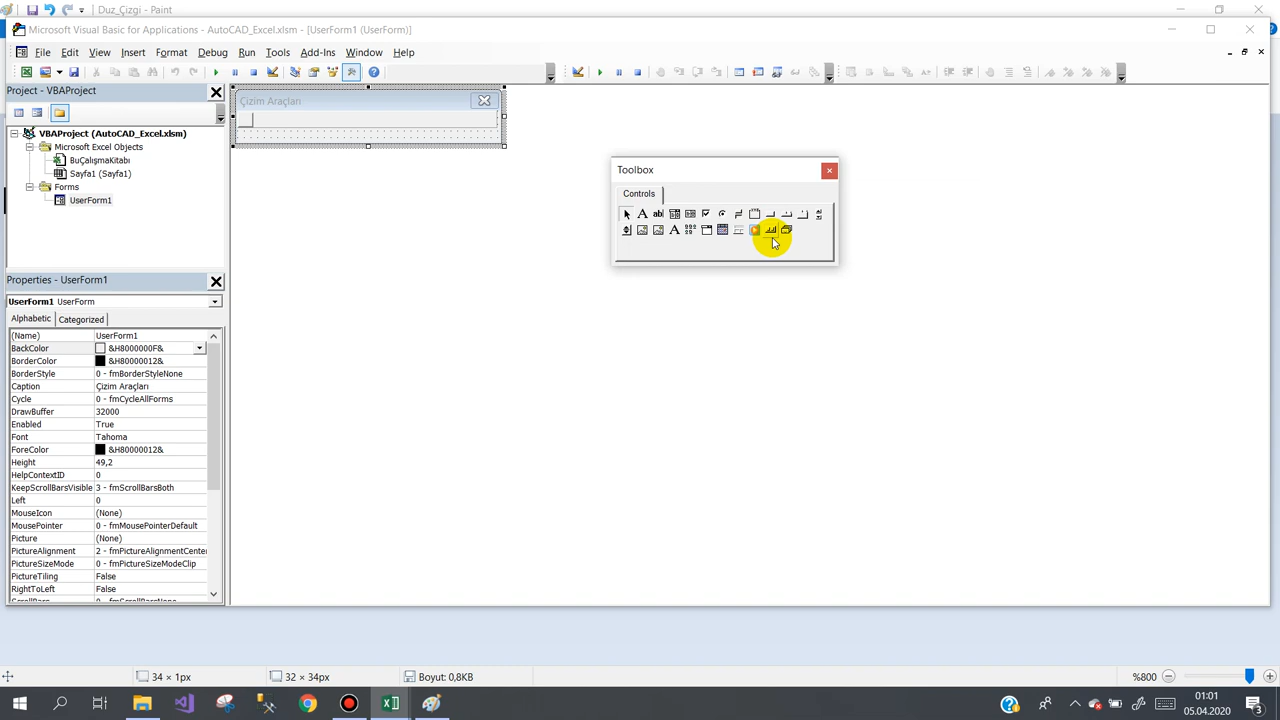 Duz_Çizgi - Paint
Microsoft Visual Basic for Applications - AutoCAD_Excel.xlsm - [UserForm1 (UserForm)]
File Edit View Insert Format Debug Run Tools Add-Ins Window Help
Project - VBAProject
Çizim Araçları
VBAProject (AutoCAD_Excel.xlsm)
Microsoft Excel Objects
BuÇalışmaKitabı
Sayfa1 (Sayfa1)
Forms
UserForm1
Toolbox
Controls
Properties - UserForm1
UserForm1 UserForm
Alphabetic Categorized
(Name) UserForm1
BackColor &H8000000F&
BorderColor &H80000012&
BorderStyle 0 - fmBorderStyleNone
Caption Çizim Araçları
Cycle 0 - fmCycleAllForms
DrawBuffer 32000
Enabled True
Font Tahoma
ForeColor &H80000012&
Height 49,2
HelpContextID 0
KeepScrollBarsVisible 3 - fmScrollBarsBoth
Left 0
MouseIcon (None)
MousePointer 0 - fmMousePointerDefault
Picture (None)
PictureAlignment 2 - fmPictureAlignmentCenter
PictureSizeMode 0 - fmPictureSizeModeClip
PictureTiling False
RightToLeft False
ScrollBars 0 - fmScrollBarsNone
34 × 1px 32 × 34px Boyut: 0,8KB %800
01:01
05.04.2020
3